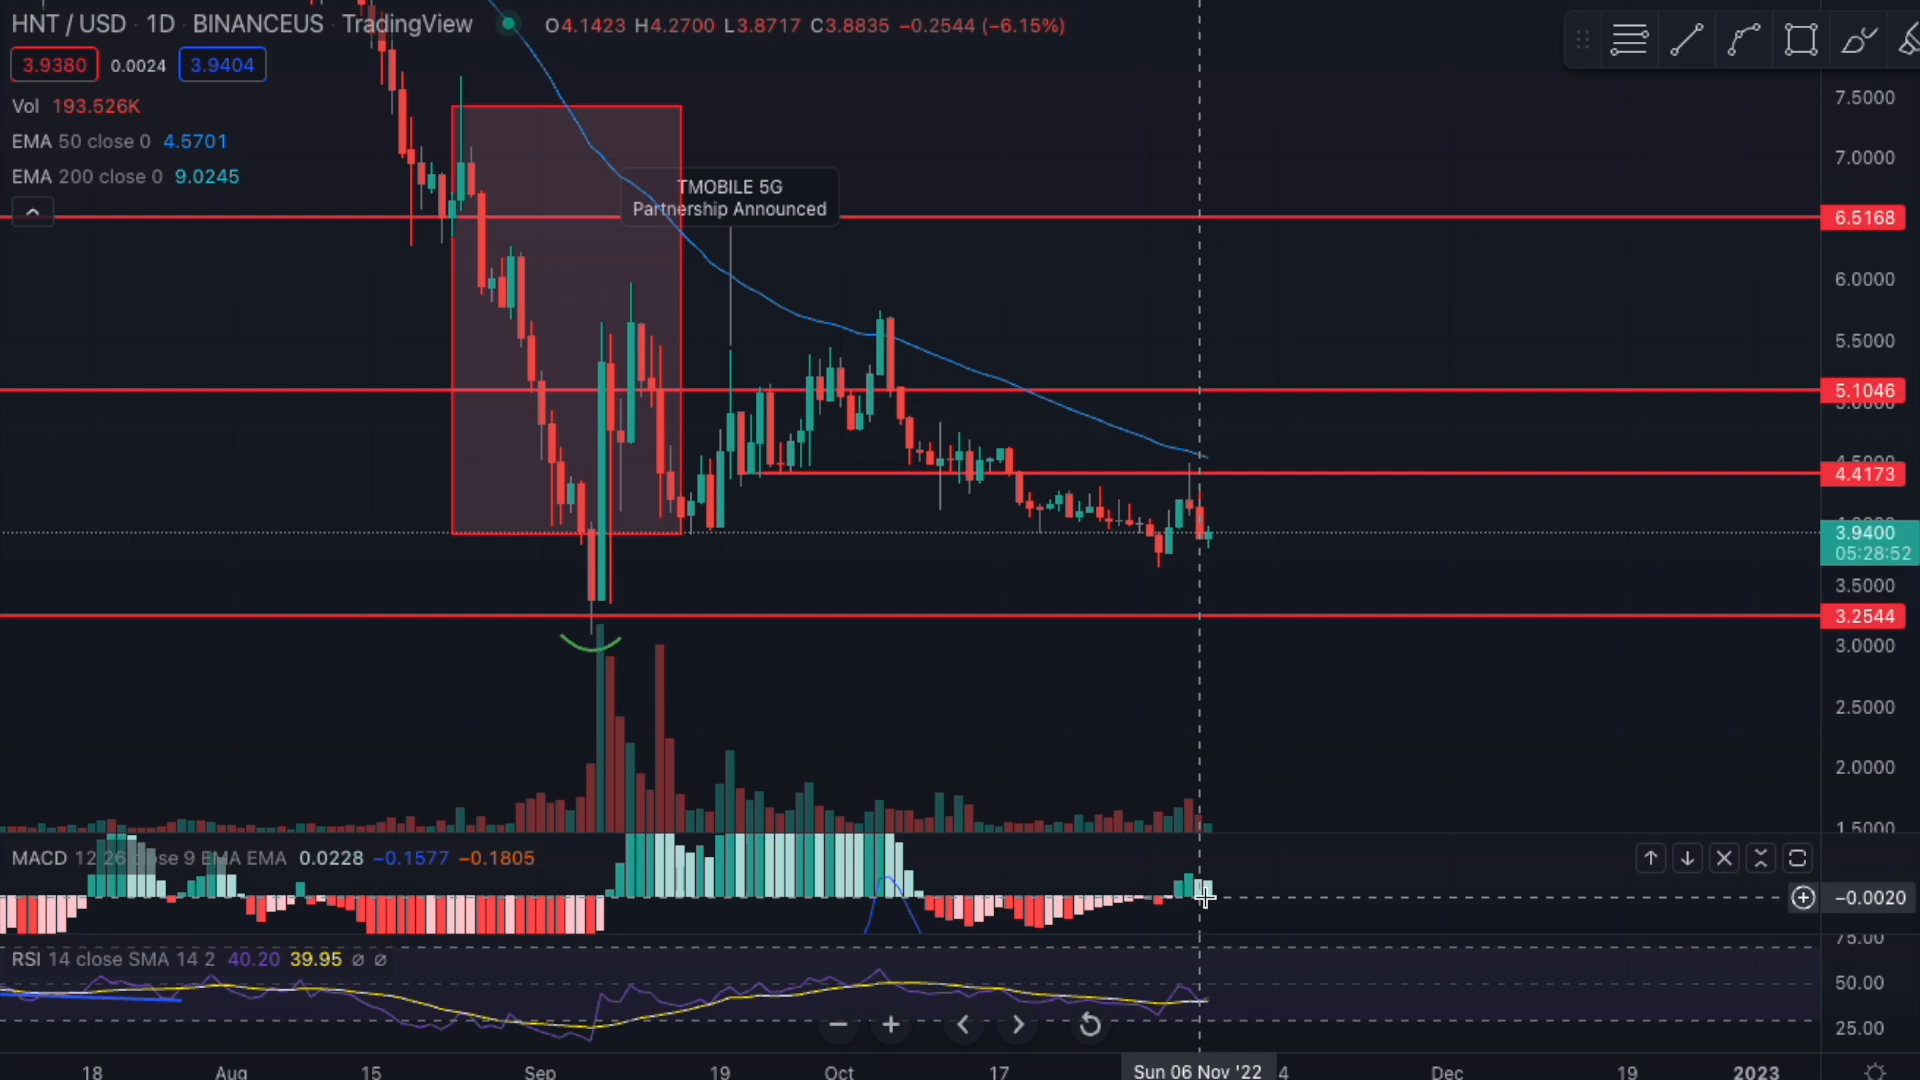 HNT / USD · 1D · BINANCEUS · TradingView O4.1423 H4.2700 L3.8717 C3.8835 −0.2544 (−6.15%)
3.9380 0.0024 3.9404
Vol 193.526K
EMA 50 close 0 4.5701
EMA 200 close 0 9.0245
TMOBILE 5G
Partnership Announced
7.5000
7.0000
6.5168
6.0000
5.5000
5.1046
5.0000
4.5000
4.4173
3.9400
05:28:52
3.5000
3.2544
3.0000
2.5000
2.0000
1.5000
MACD 12 26 close 9 EMA EMA 0.0228 −0.1577 −0.1805
−0.0020
75.00
RSI 14 close SMA 14 2 40.20 39.95 ∅ ∅
50.00
25.00
18 Aug 15 Sep 19 Oct 17 Sun 06 Nov '22 4 Dec 19 2023